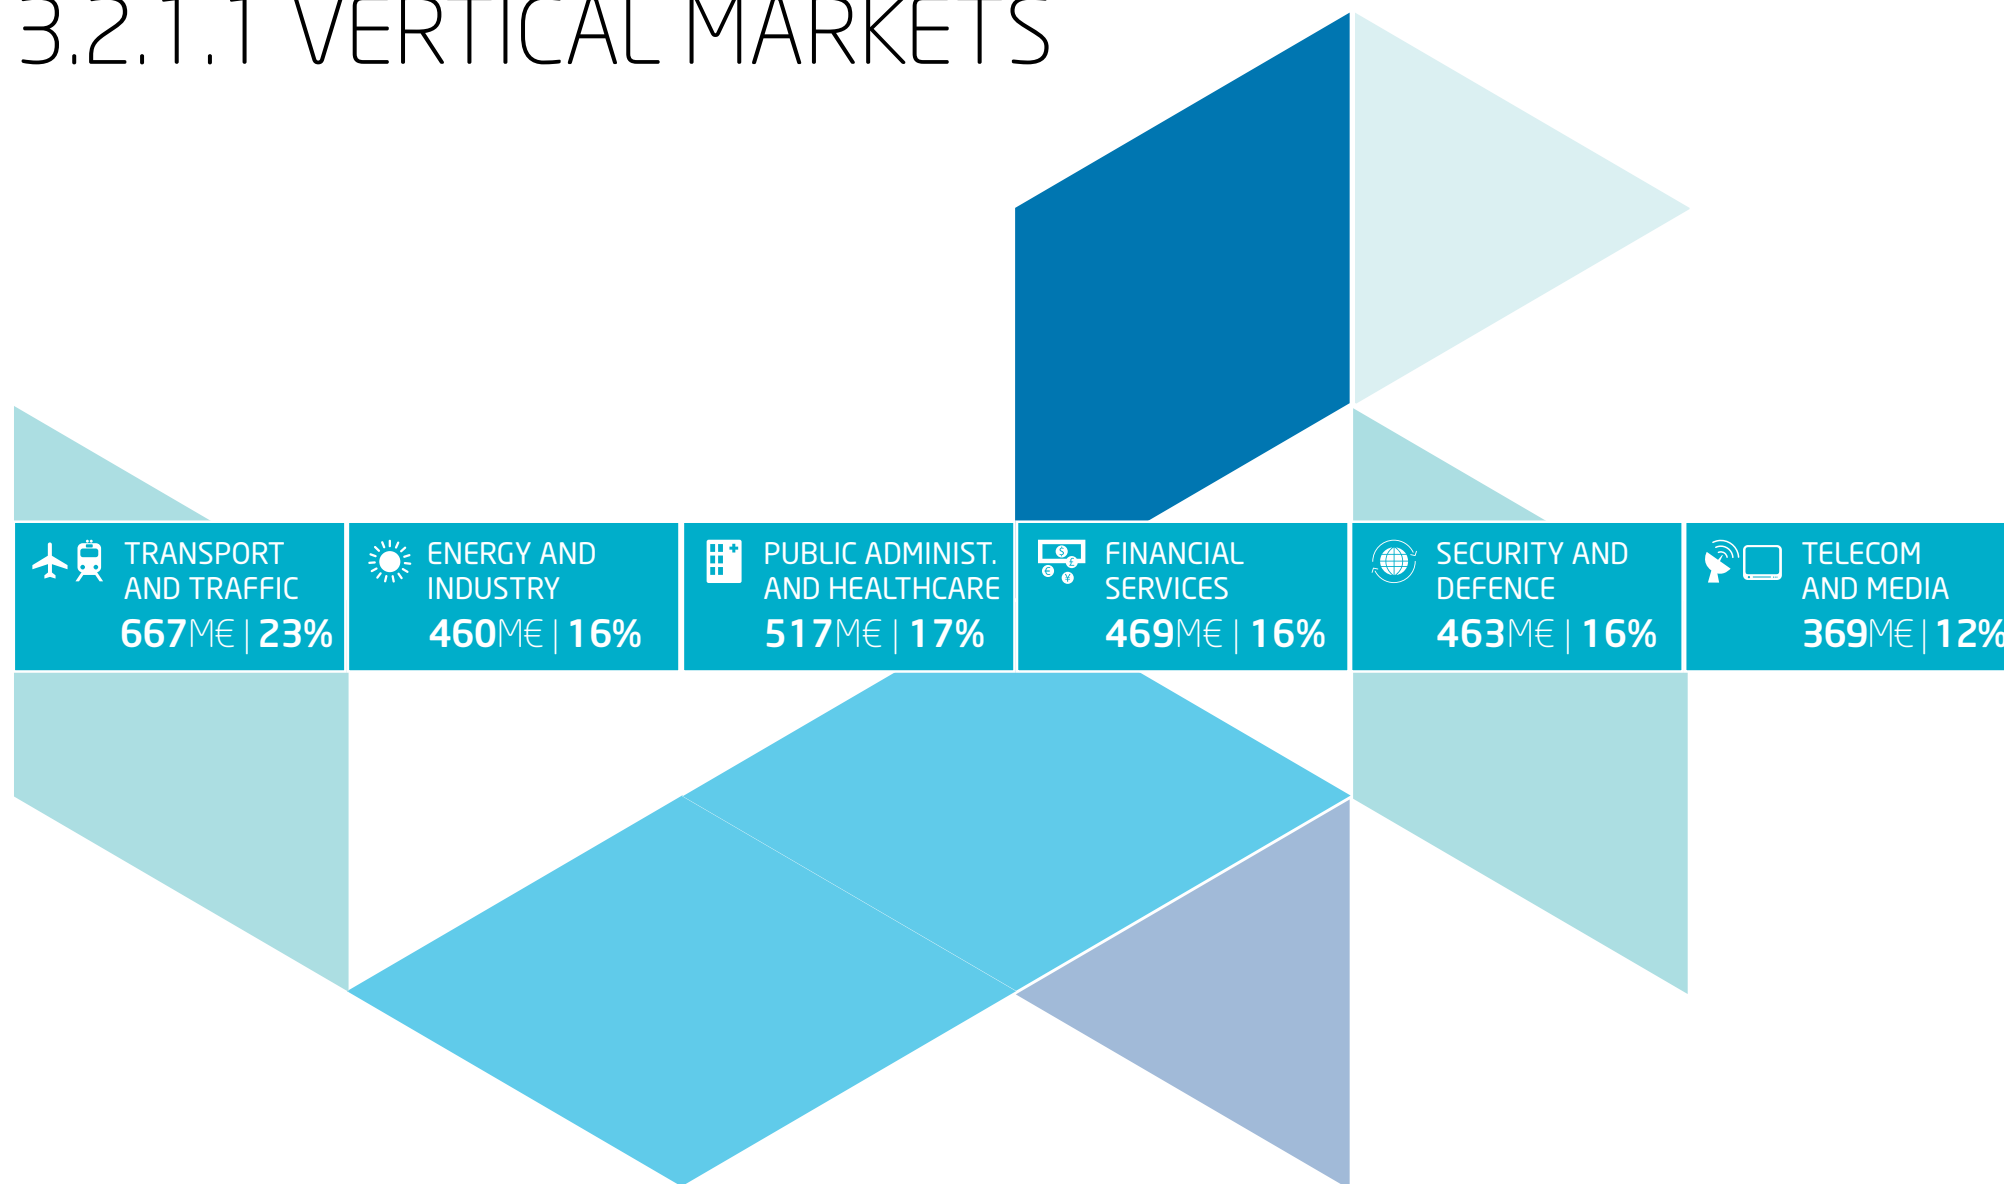 3.2.1.1 VERTICAL MARKETS
TRANSPORT
AND TRAFFIC
667M€ | 23%
ENERGY AND
INDUSTRY
460M€ | 16%
PUBLIC ADMINIST.
AND HEALTHCARE
517M€ | 17%
FINANCIAL
SERVICES
469M€ | 16%
SECURITY AND
DEFENCE
463M€ | 16%
TELECOM
AND MEDIA
369M€ | 12%